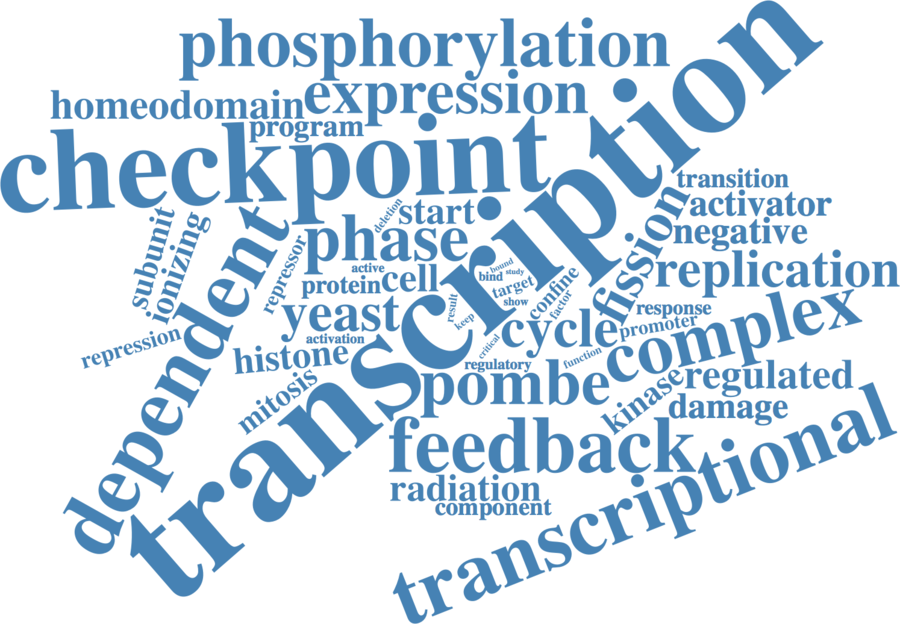 phosphorylation
homeodomain
expression
program
checkpoint
transcription
transition
activator
negative
deletion
start
phase
subunit
ionizing
dependent
repressor
fission
replication
active
protein
cell
bound
bind
study
target
show
confine
factor
result
keep
yeast
cycle
response
promoter
complex
repression
activation
histone
critical
regulatory
function
mitosis
pombe
kinase
regulated
damage
feedback
radiation
component
transcriptional